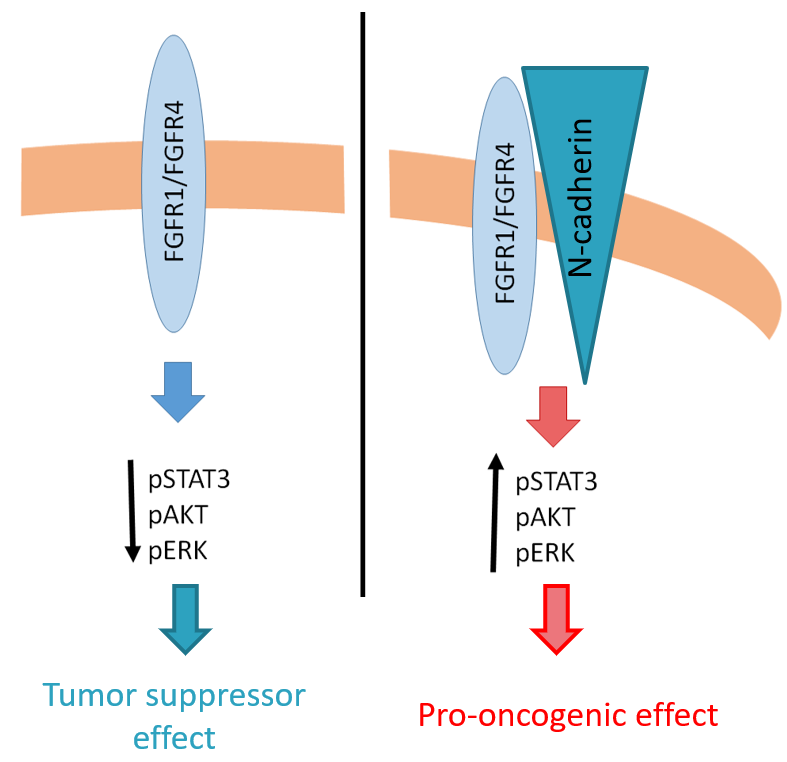 FGFR1/FGFR4
pSTAT3
pAKT
pERK
Tumor suppressor
effect
FGFR1/FGFR4
N-cadherin
pSTAT3
pAKT
pERK
Pro-oncogenic effect